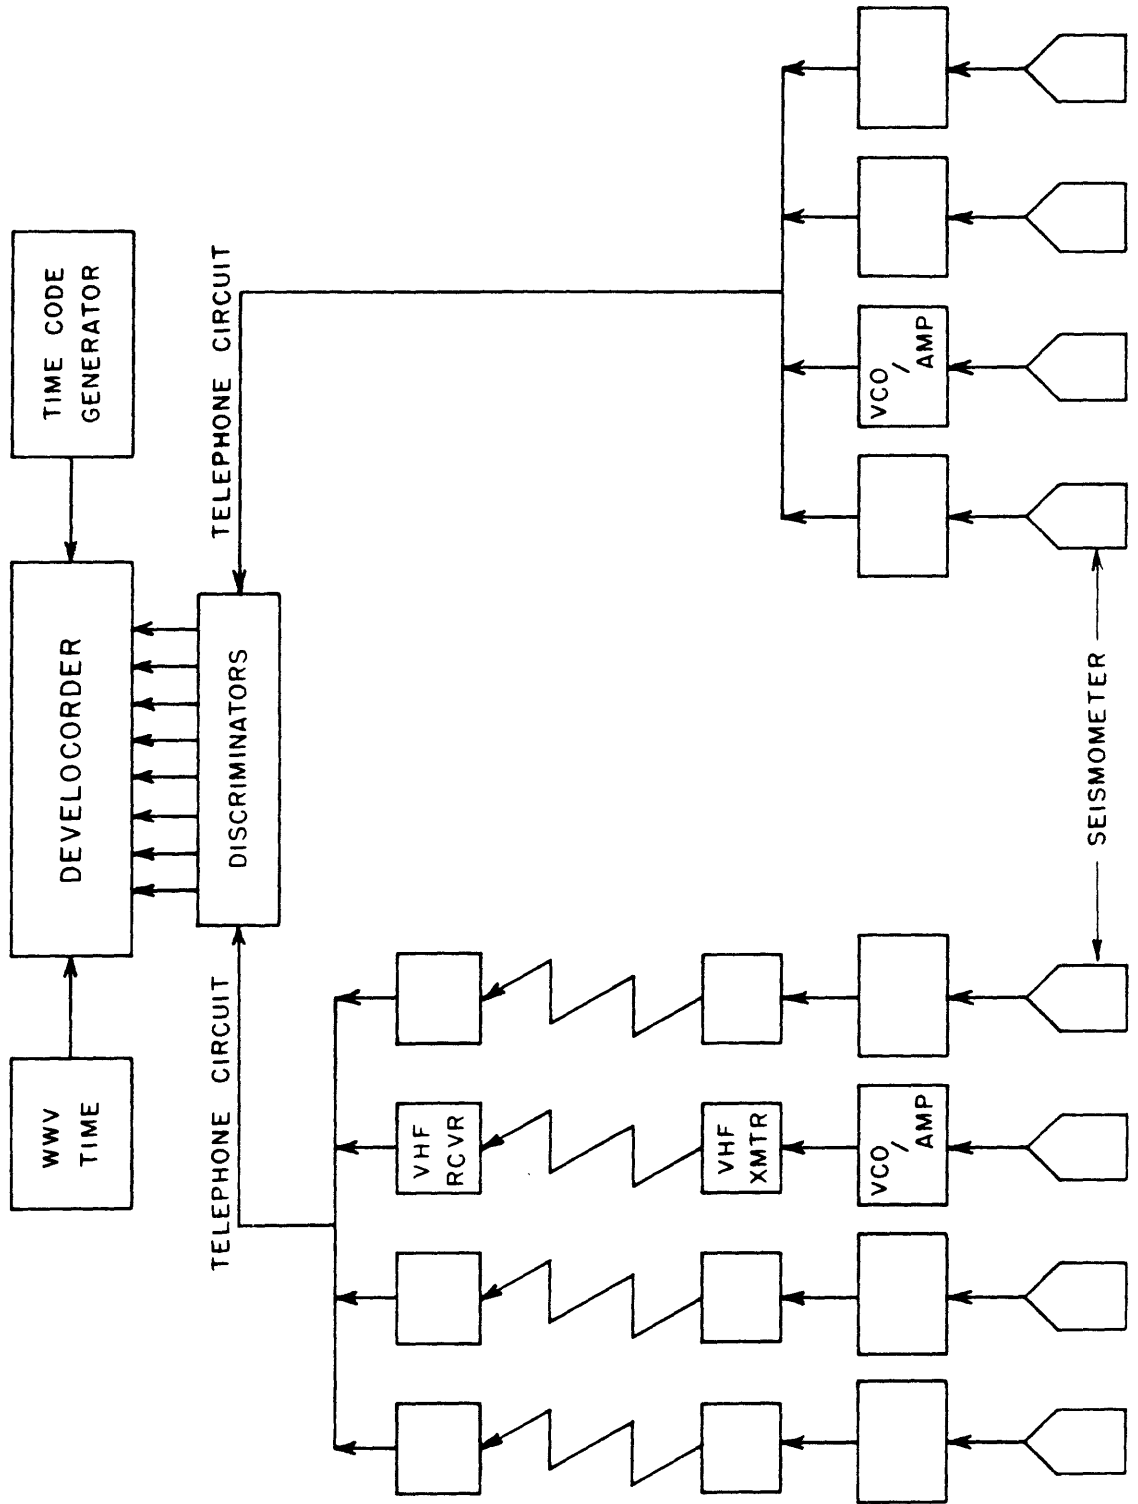 WWV
TIME
DEVELOCORDER
TIME CODE
GENERATOR
DISCRIMINATORS
TELEPHONE CIRCUIT
TELEPHONE CIRCUIT
VHF
RCVR
VHF
XMTR
VCO/
AMP
VCO/
AMP
SEISMOMETER